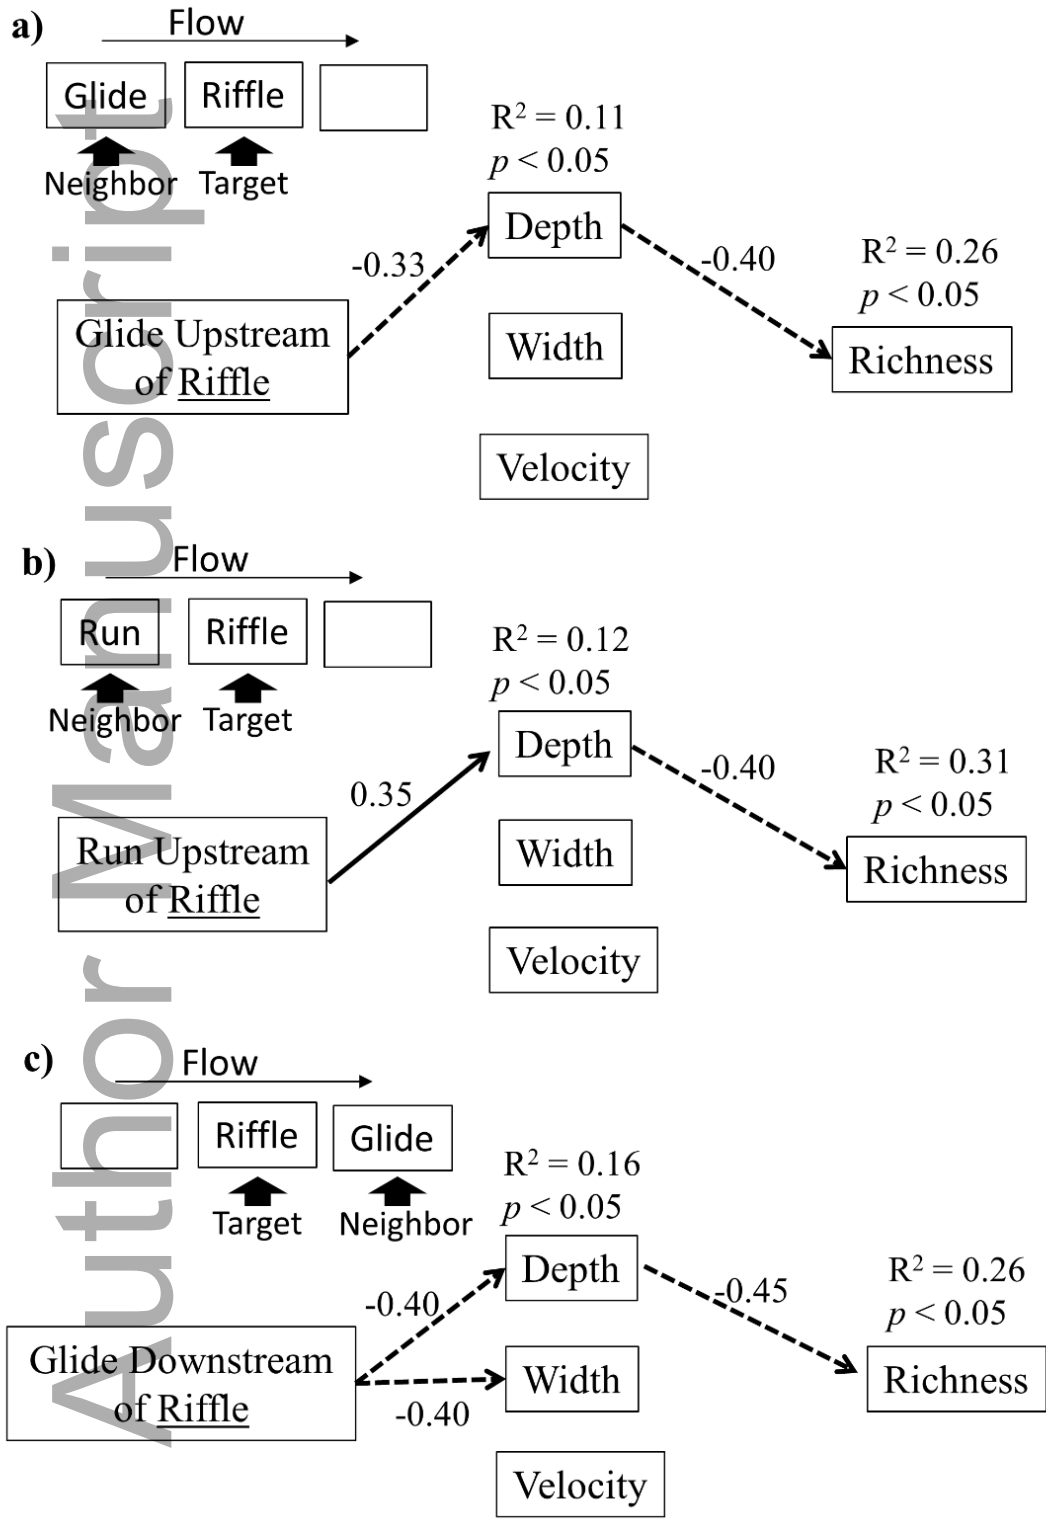 a)
Flow
Glide
Riffle
Neighbor
Target
R² = 0.11
p < 0.05
Depth
-0.33
-0.40
R² = 0.26
p < 0.05
Glide Upstream
of Riffle
Width
Richness
Velocity
b)
Flow
Run
Riffle
Neighbor
Target
R² = 0.12
p < 0.05
Depth
0.35
-0.40
R² = 0.31
p < 0.05
Run Upstream
of Riffle
Width
Richness
Velocity
c)
Flow
Riffle
Glide
Target
Neighbor
R² = 0.16
p < 0.05
Depth
-0.40
-0.45
R² = 0.26
p < 0.05
Glide Downstream
of Riffle
Width
-0.40
Richness
Velocity
Author Manuscript